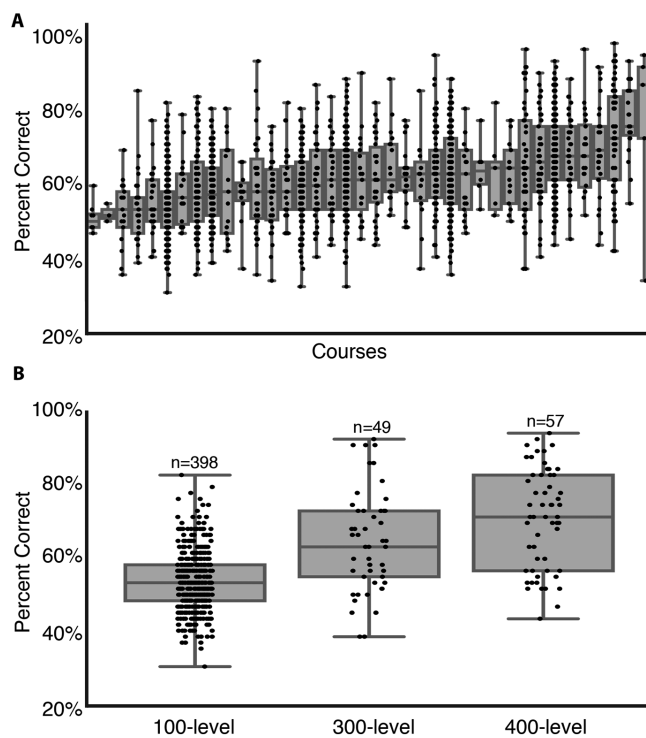 A
100%
80%
60%
40%
20%
Percent Correct
Courses
B
100%
80%
60%
40%
20%
Percent Correct
n=398
n=49
n=57
100-level
300-level
400-level